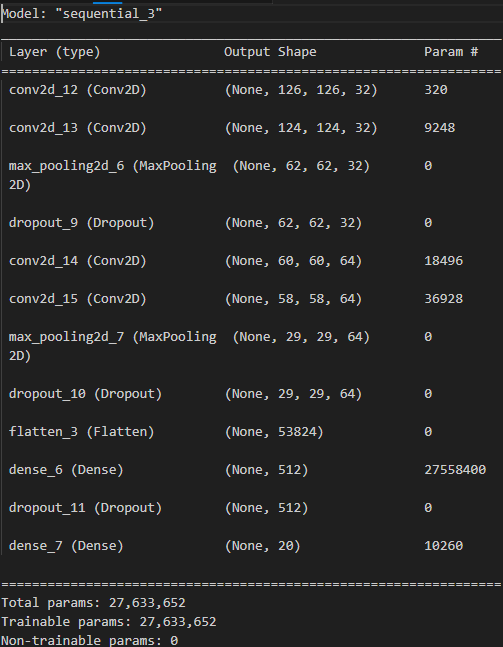 Model: "sequential_3"
Layer (type) Output Shape Param #
=================================================================
conv2d_12 (Conv2D) (None, 126, 126, 32) 320
conv2d_13 (Conv2D) (None, 124, 124, 32) 9248
max_pooling2d_6 (MaxPooling (None, 62, 62, 32) 0
2D)
dropout_9 (Dropout) (None, 62, 62, 32) 0
conv2d_14 (Conv2D) (None, 60, 60, 64) 18496
conv2d_15 (Conv2D) (None, 58, 58, 64) 36928
max_pooling2d_7 (MaxPooling (None, 29, 29, 64) 0
2D)
dropout_10 (Dropout) (None, 29, 29, 64) 0
flatten_3 (Flatten) (None, 53824) 0
dense_6 (Dense) (None, 512) 27558400
dropout_11 (Dropout) (None, 512) 0
dense_7 (Dense) (None, 20) 10260
=================================================================
Total params: 27,633,652
Trainable params: 27,633,652
Non-trainable params: 0